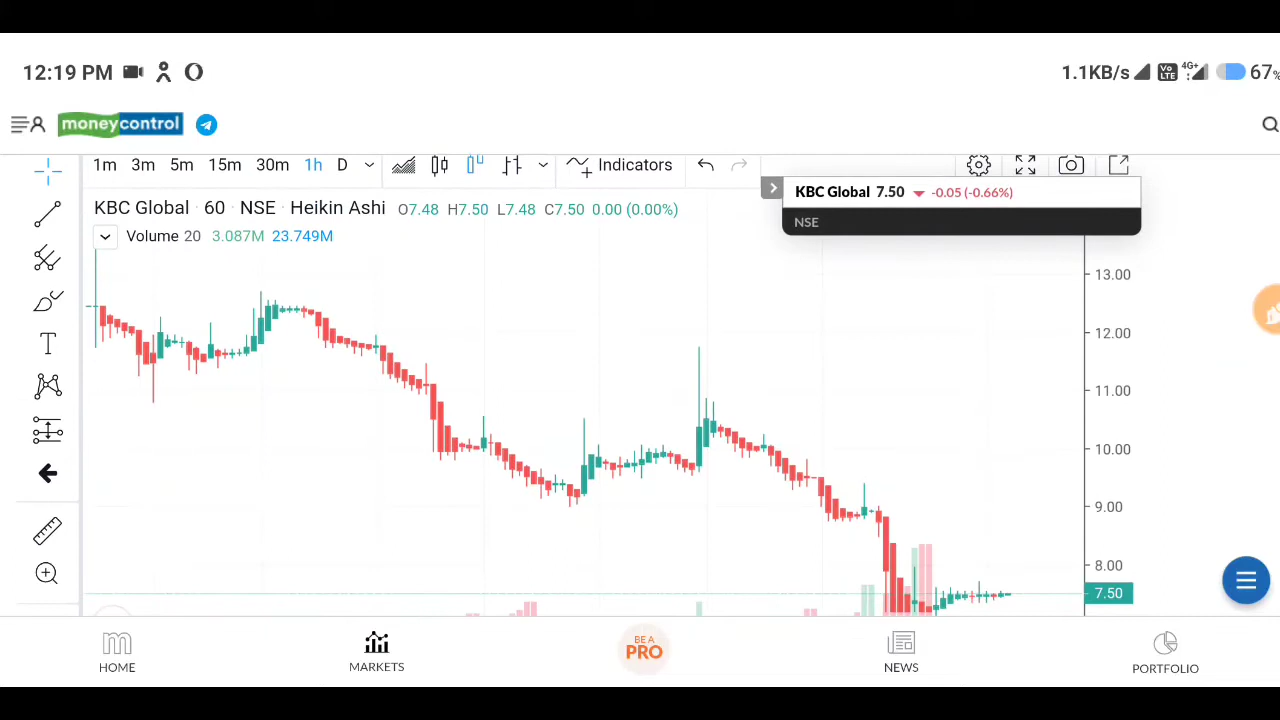 12:19 PM 1.1KB/s Vo LTE 4G+ 67%
moneycontrol
1m 3m 5m 15m 30m 1h D Indicators
KBC Global 7.50 -0.05 (-0.66%)
NSE
KBC Global · 60 · NSE · Heikin Ashi O7.48 H7.50 L7.48 C7.50 0.00 (0.00%)
Volume 20 3.087M 23.749M
13.00
12.00
11.00
10.00
9.00
8.00
7.50
T
HOME MARKETS BE A PRO NEWS PORTFOLIO